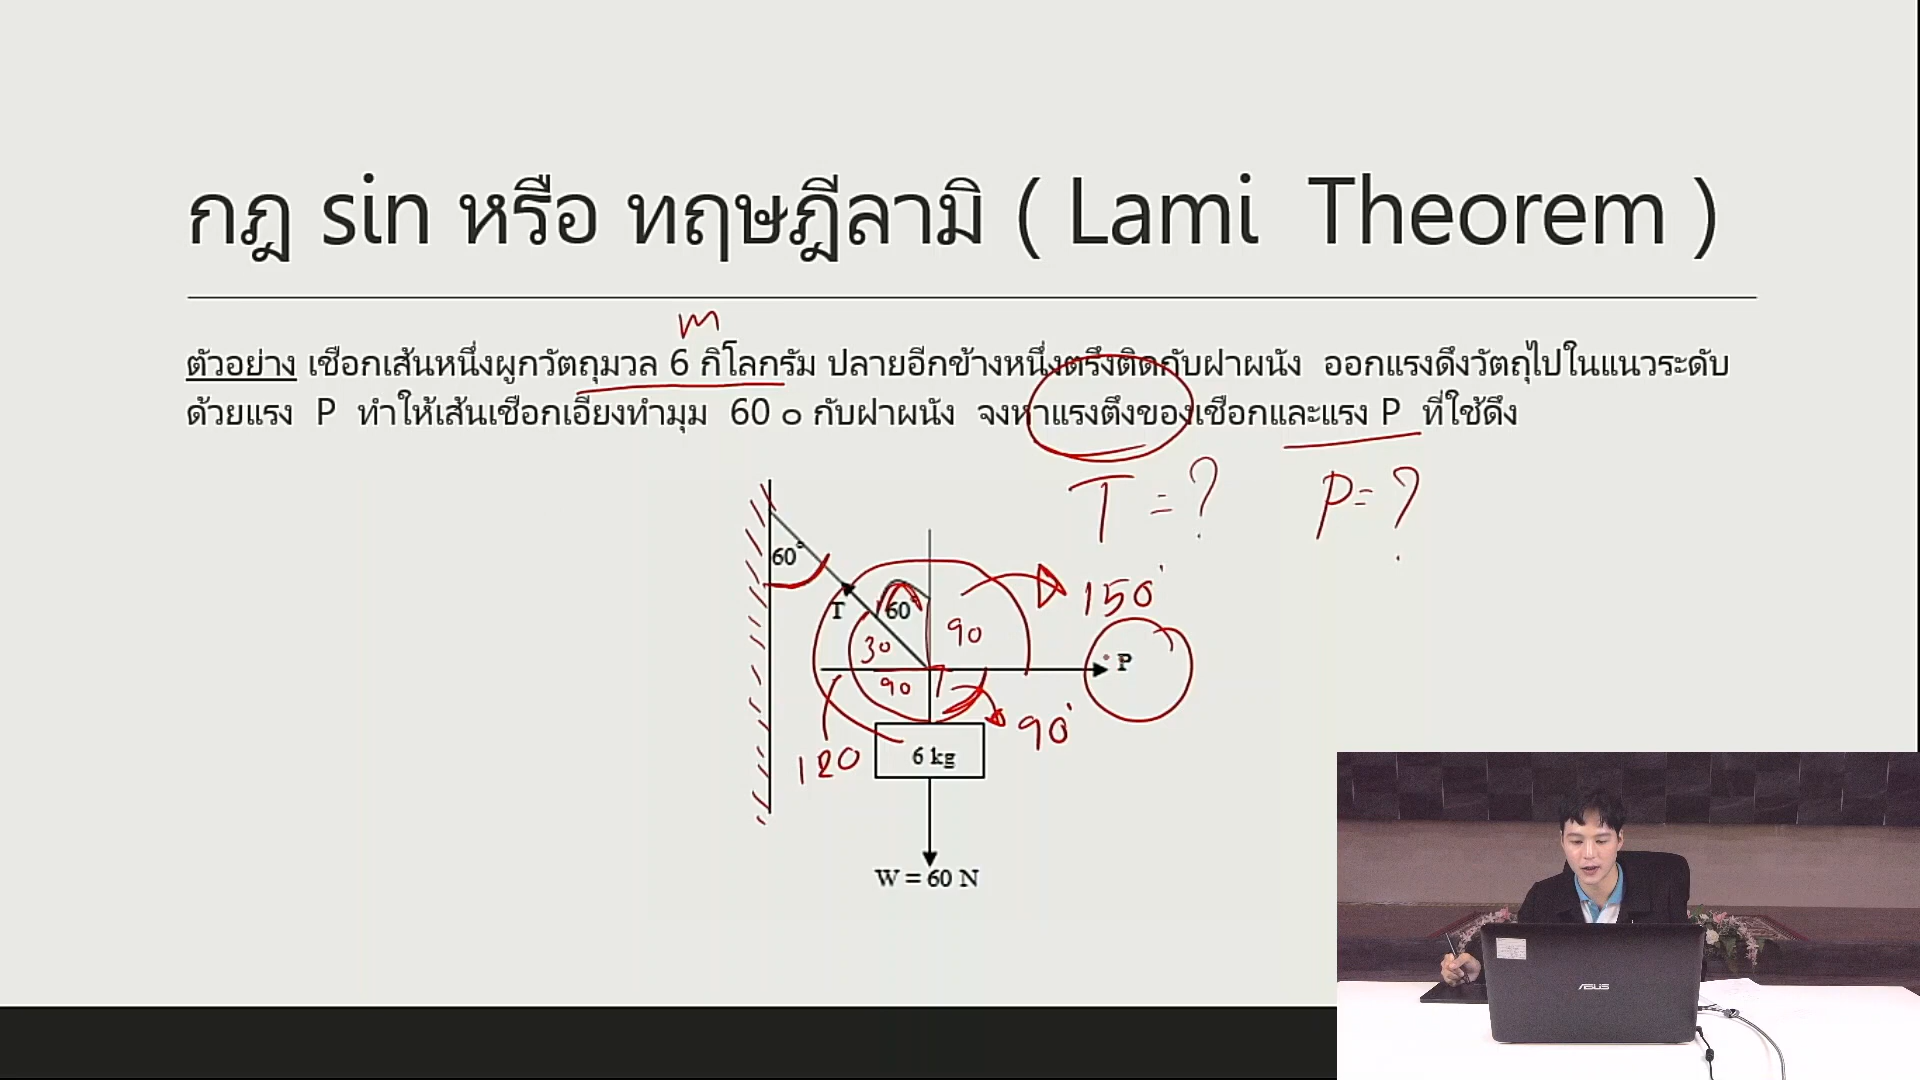 กฎ sin หรือ ทฤษฎีลามิ ( Lami Theorem )
m
ตัวอย่าง เชือกเส้นหนึ่งผูกวัตถุมวล 6 กิโลกรัม ปลายอีกข้างหนึ่งตรึงติดกับฝาผนัง ออกแรงดึงวัตถุไปในแนวระดับ
ด้วยแรง P ทำให้เส้นเชือกเอียงทำมุม 60 ๐ กับฝาผนัง จงหาแรงตึงของเชือกและแรง P ที่ใช้ดึง
T = ? P = ?
60°
T 60° 150°
30 90
P
90 90°
120 6 kg
W = 60 N
ASUS